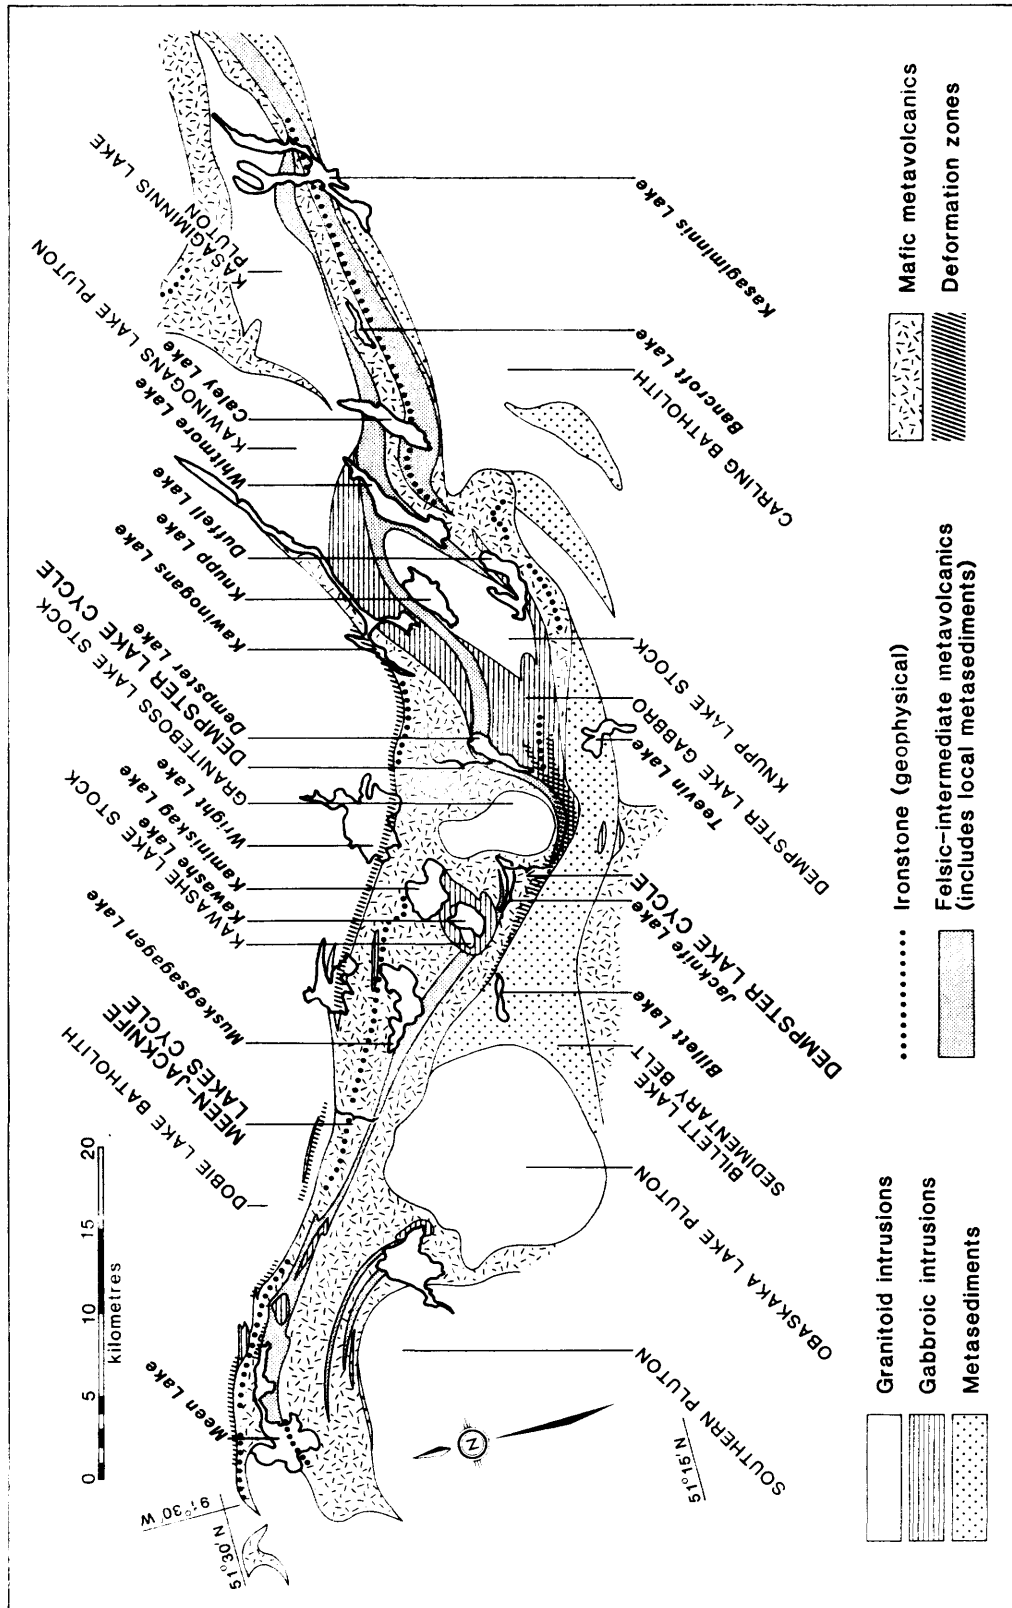 0 5 10 15 20
kilometres
91°30' W
51°30' N
51°15' N
N
Meen Lake
DOBIE LAKE BATHOLITH
MEEN-JACKNIFE
LAKES CYCLE
Muskegsagagen Lake
KAWASHE LAKE STOCK
Kawashe Lake
Kaminiskag Lake
Wright Lake
GRANITEBOSS LAKE STOCK
DEMPSTER LAKE CYCLE
Dempster Lake
Kawinogans Lake
Knupp Lake
Duffell Lake
Whitmore Lake
Caley Lake
KAWINOGANS LAKE PLUTON
KASAGIMINNIS LAKE
PLUTON
SOUTHERN PLUTON
OBASKAKA LAKE PLUTON
BILLETT LAKE
SEDIMENTARY BELT
Billett Lake
Jacknife Lake
DEMPSTER LAKE CYCLE
Teevin Lake
DEMPSTER LAKE GABBRO
KNUPP LAKE STOCK
CARLING BATHOLITH
Bancroft Lake
Kasagiminnis Lake
Granitoid intrusions
Gabbroic intrusions
Metasediments
Ironstone (geophysical)
Felsic-intermediate metavolcanics
(includes local metasediments)
Mafic metavolcanics
Deformation zones